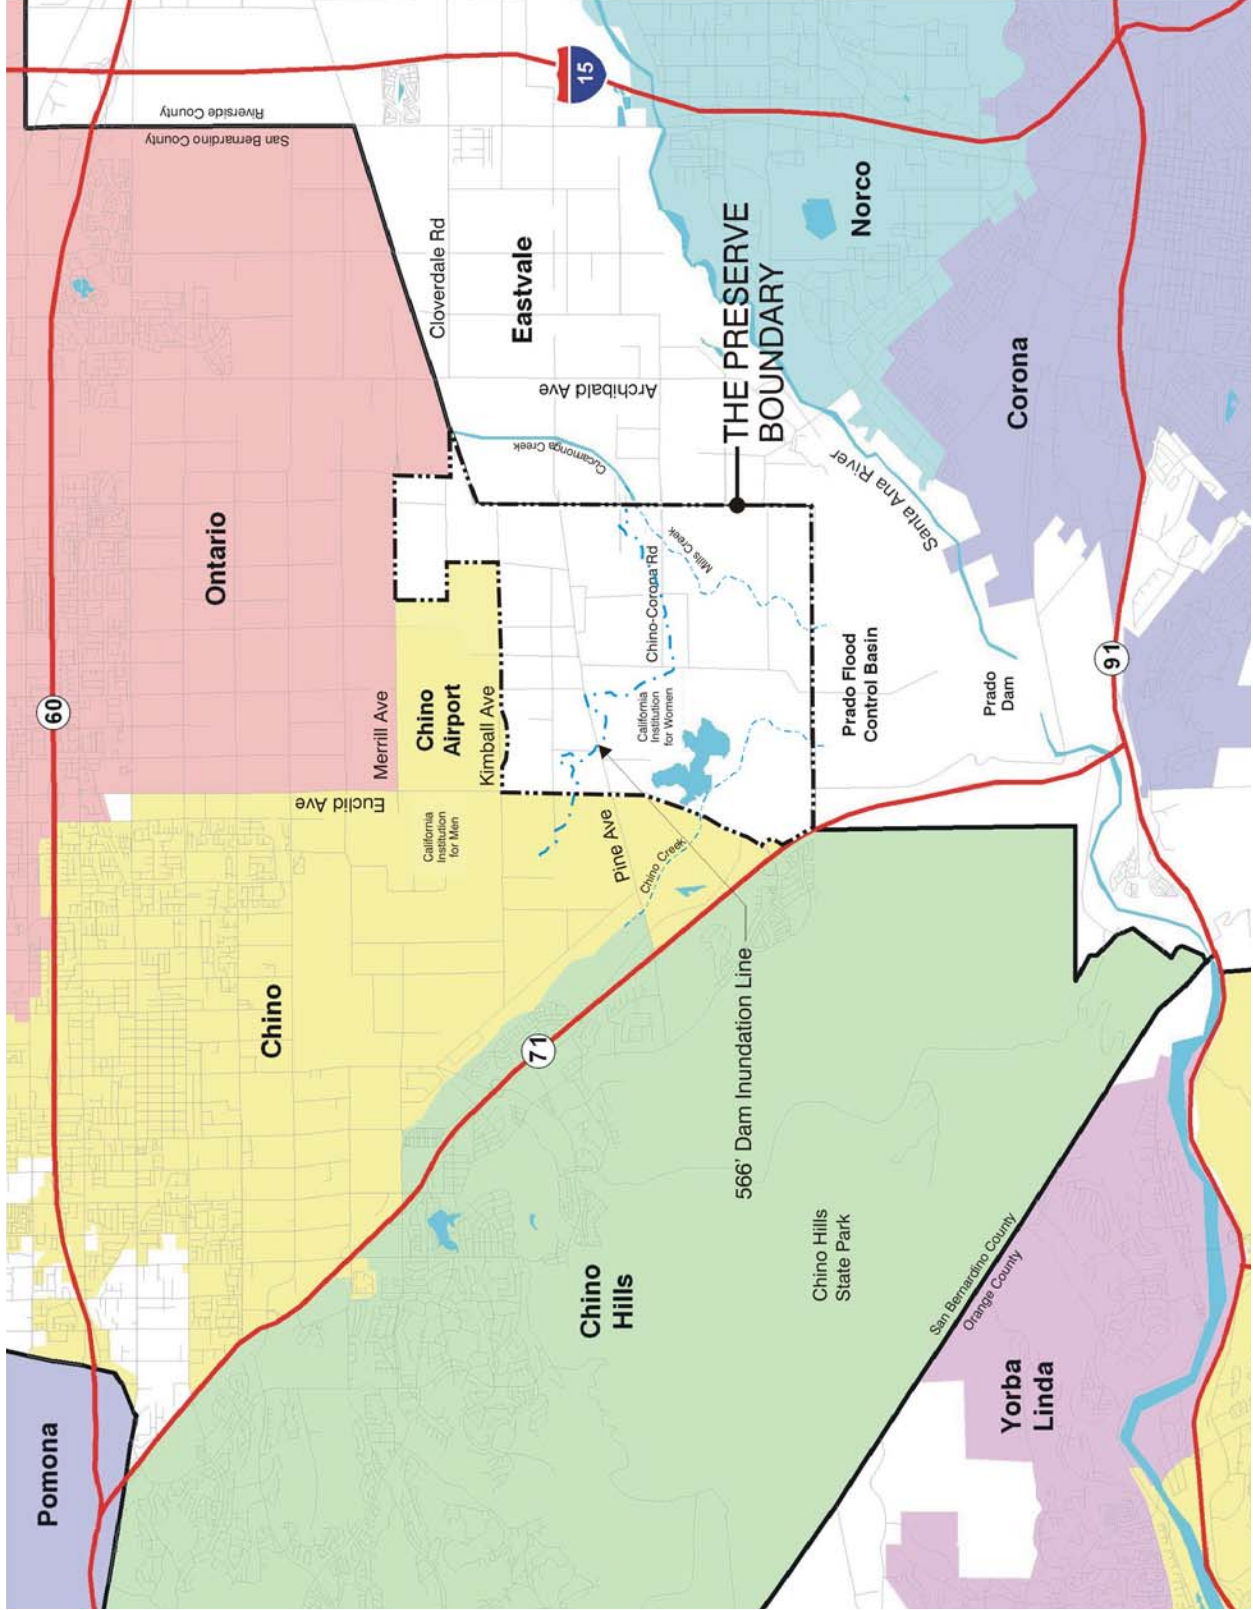 Pomona
60
Ontario
Riverside County
San Bernardino County
15
Chino
Merrill Ave
Euclid Ave
Chino
Airport
Kimball Ave
California
Institution
for Men
Cloverdale Rd
Eastvale
Archibald Ave
Cucamonga Creek
Norco
THE PRESERVE
BOUNDARY
Corona
Santa Ana River
Mills Creek
Chino-Corona Rd
California
Institution
for Women
Pine Ave
Chino Creek
Prado Flood
Control Basin
Prado
Dam
91
71
566' Dam Inundation Line
Chino
Hills
Chino Hills
State Park
San Bernardino County
Orange County
Yorba
Linda